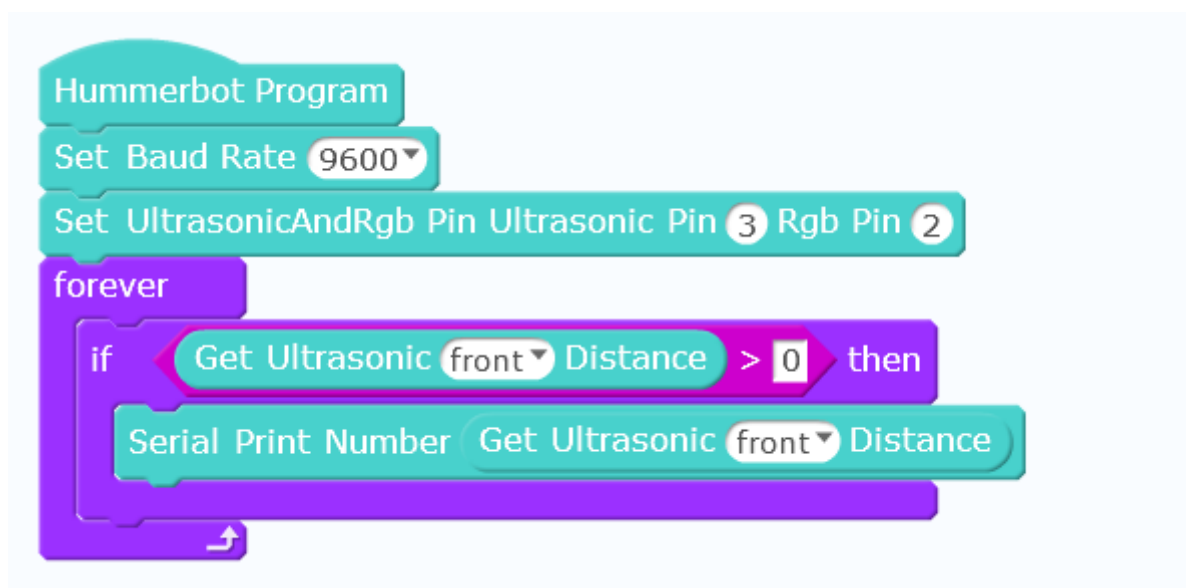 Hummerbot Program
Set Baud Rate 9600
Set UltrasonicAndRgb Pin Ultrasonic Pin 3 Rgb Pin 2
forever
if Get Ultrasonic front Distance > 0 then
Serial Print Number Get Ultrasonic front Distance